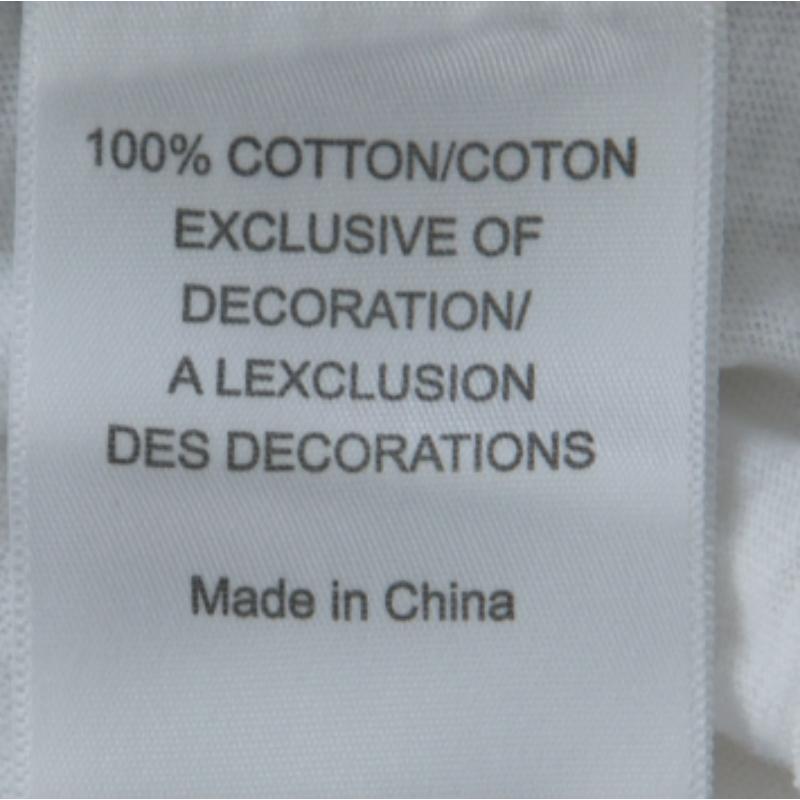 100% COTTON/COTON
EXCLUSIVE OF
DECORATION/
A LEXCLUSION
DES DECORATIONS
Made in China